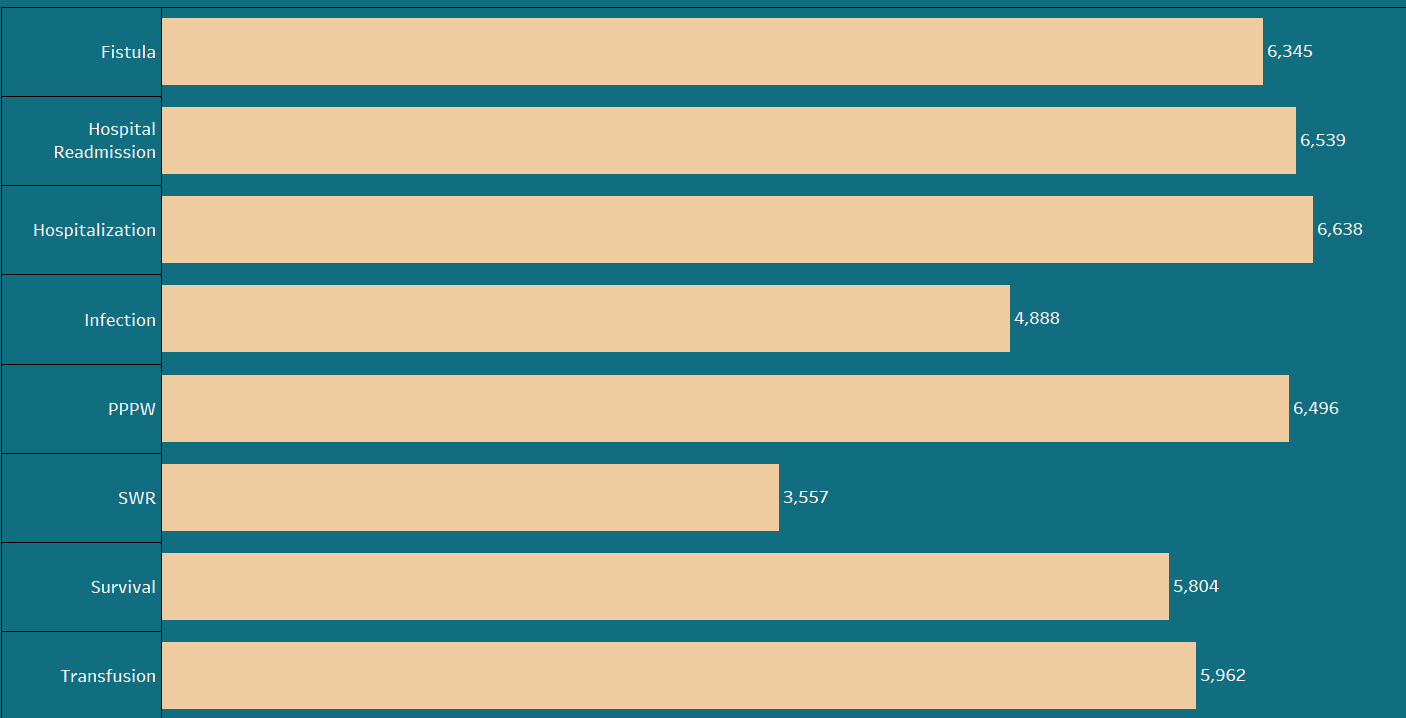 Fistula
6,345
Hospital
Readmission
6,539
Hospitalization
6,638
Infection
4,888
PPPW
6,496
SWR
3,557
Survival
5,804
Transfusion
5,962